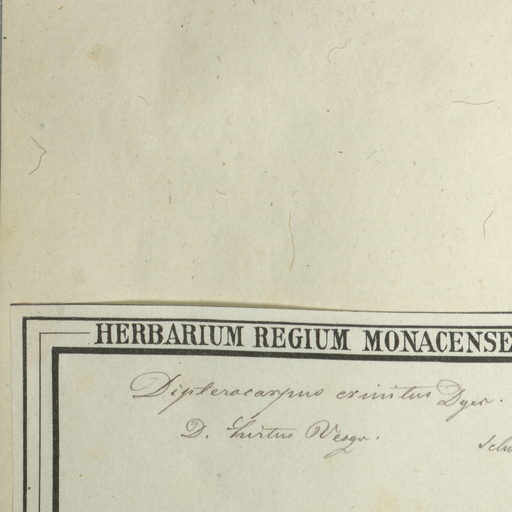 HERBARIUM REGIUM MONACENSE
Dipterocarpus crinitus Dyer.
D. hirtus Vesque.